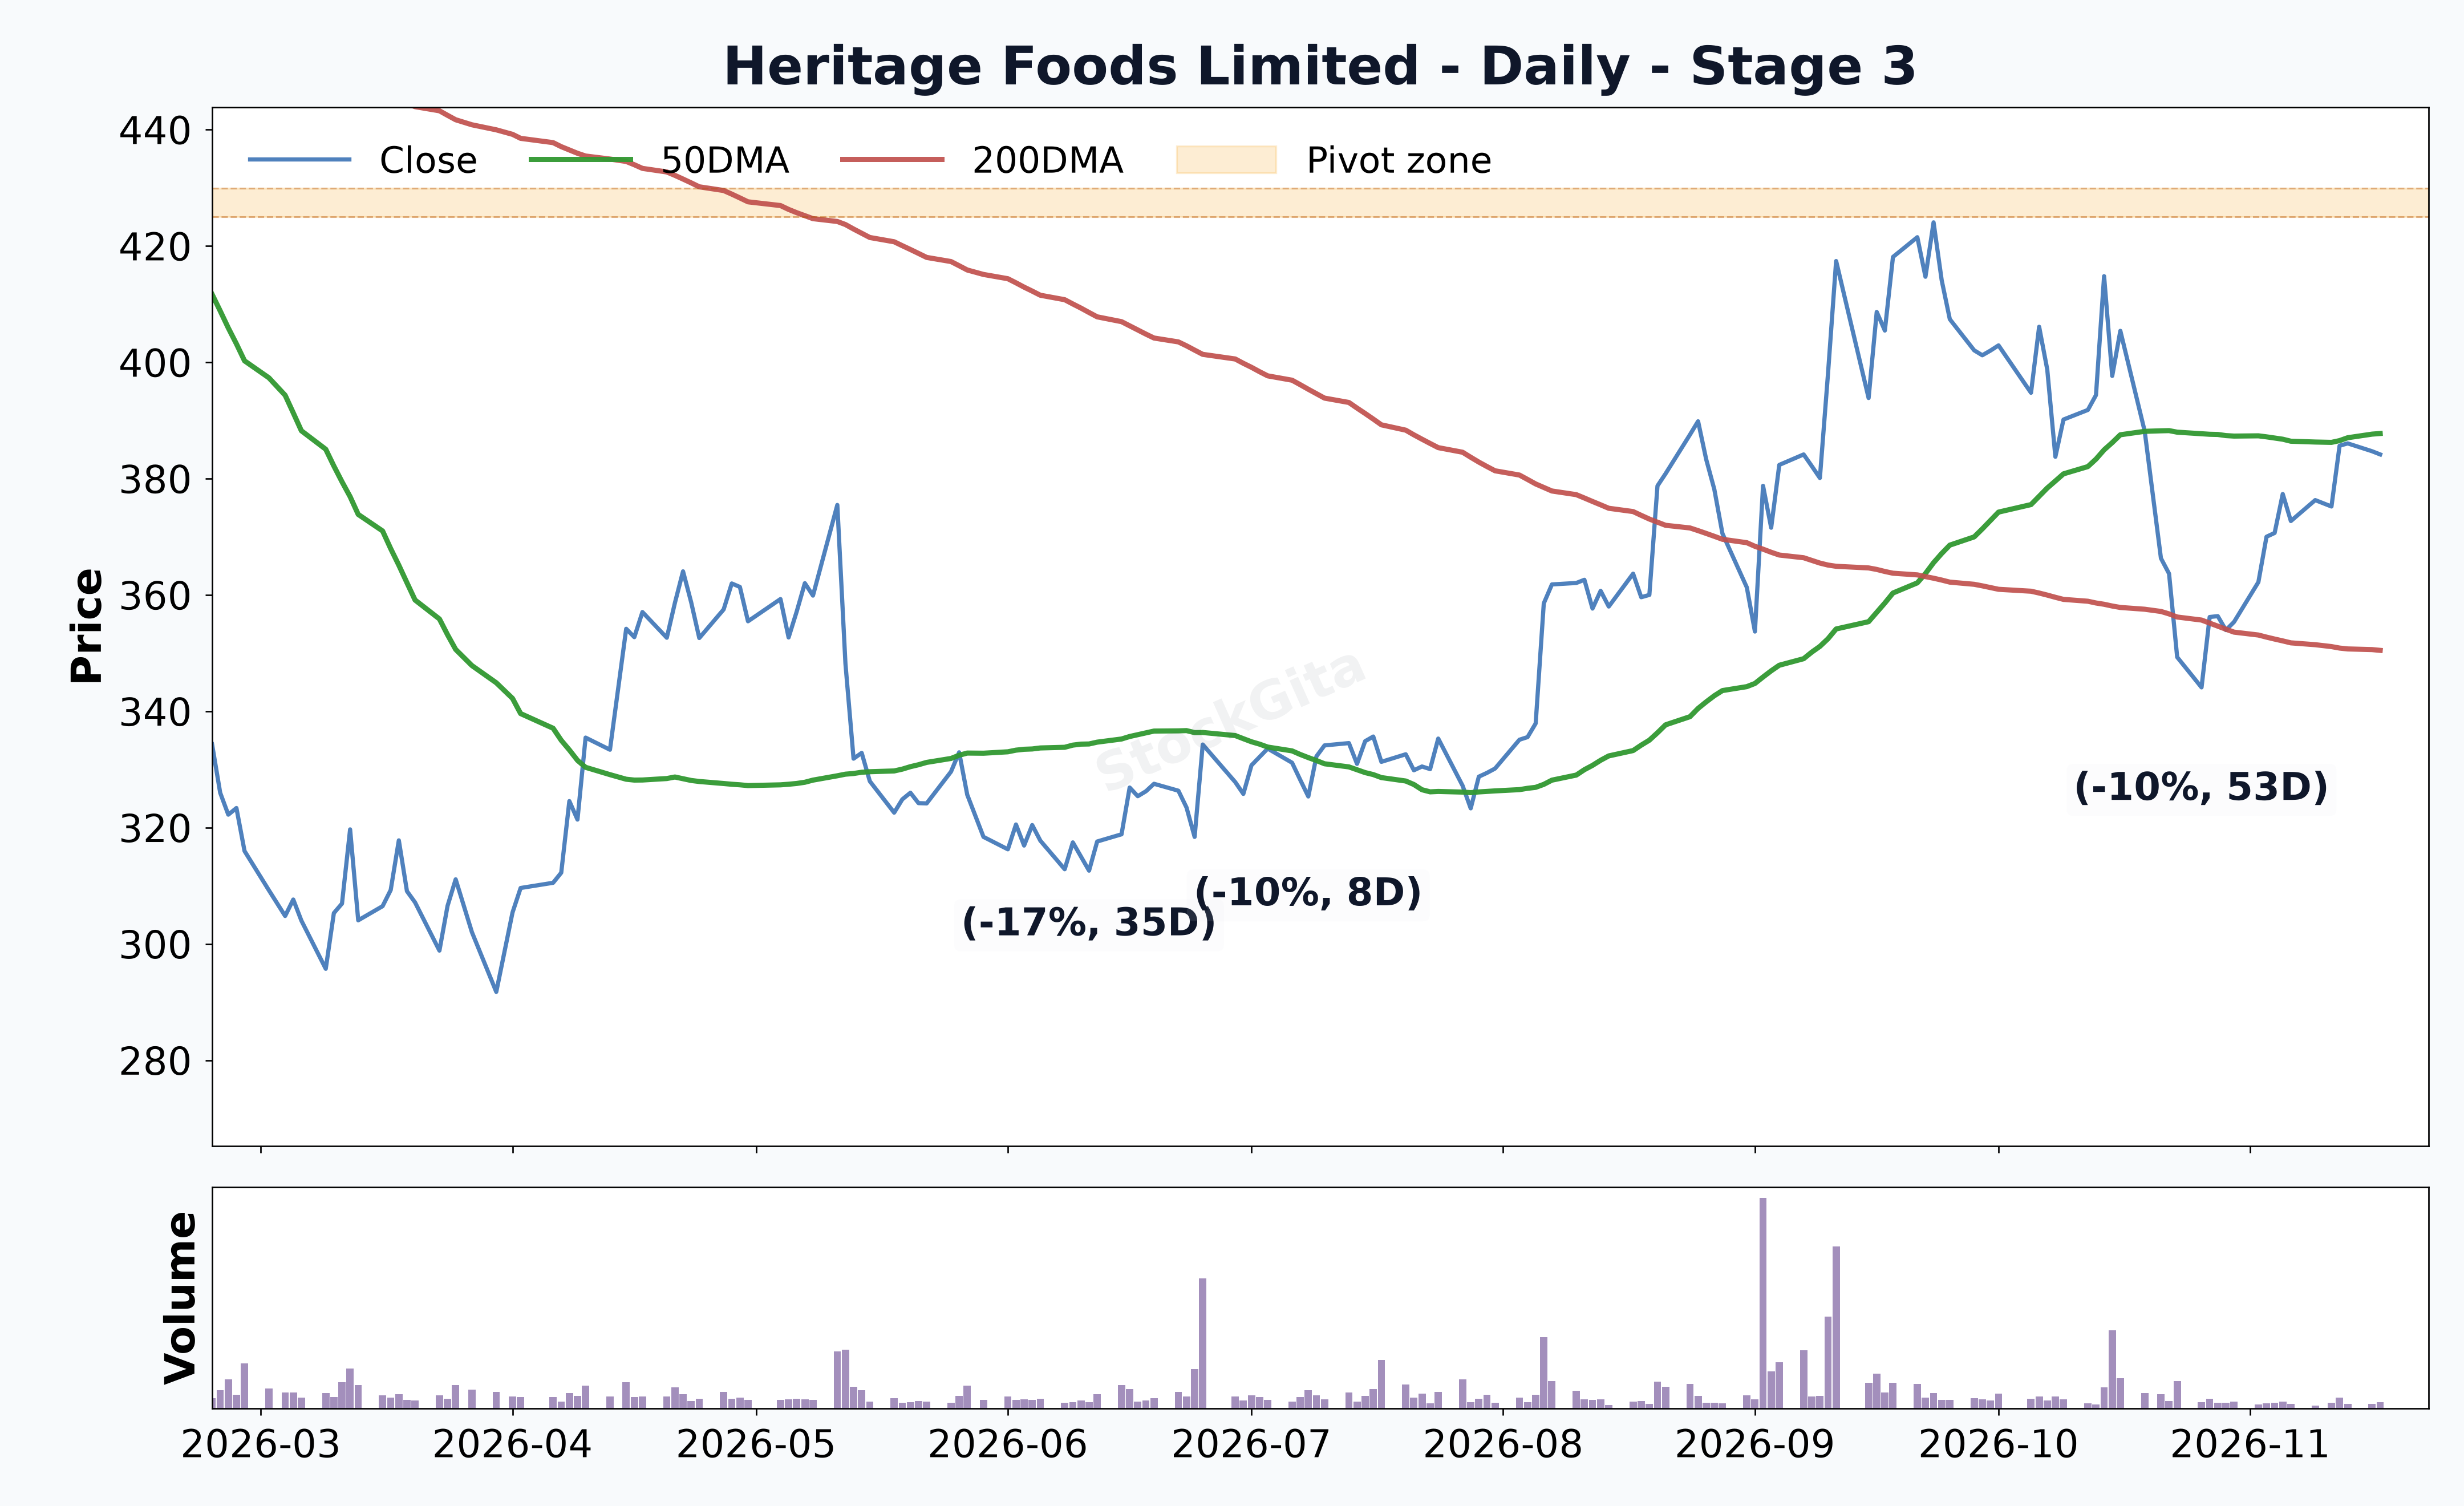 Heritage Foods Limited - Daily - Stage 3
Close 50DMA 200DMA Pivot zone
440
420
400
380
360
340
320
300
280
Price
StockGita
(-10%, 53D)
(-10%, 8D)
(-17%, 35D)
Volume
2026-03 2026-04 2026-05 2026-06 2026-07 2026-08 2026-09 2026-10 2026-11